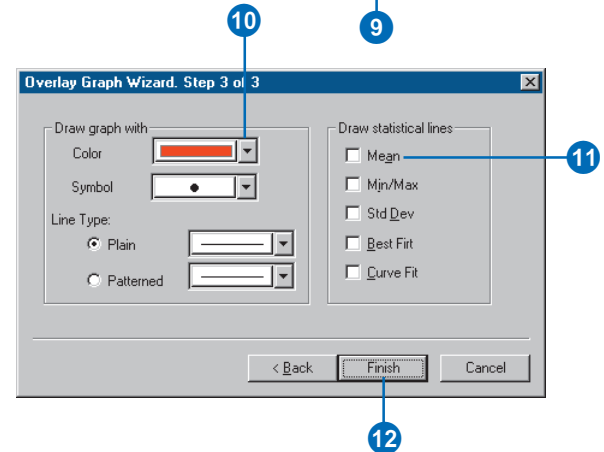 10
9
Overlay Graph Wizard. Step 3 of 3
Draw graph with
Color
Symbol
Line Type:
Plain
Patterned
Draw statistical lines
Mean
11
Min/Max
Std Dev
Best Firt
Curve Fit
< Back
Finish
Cancel
12